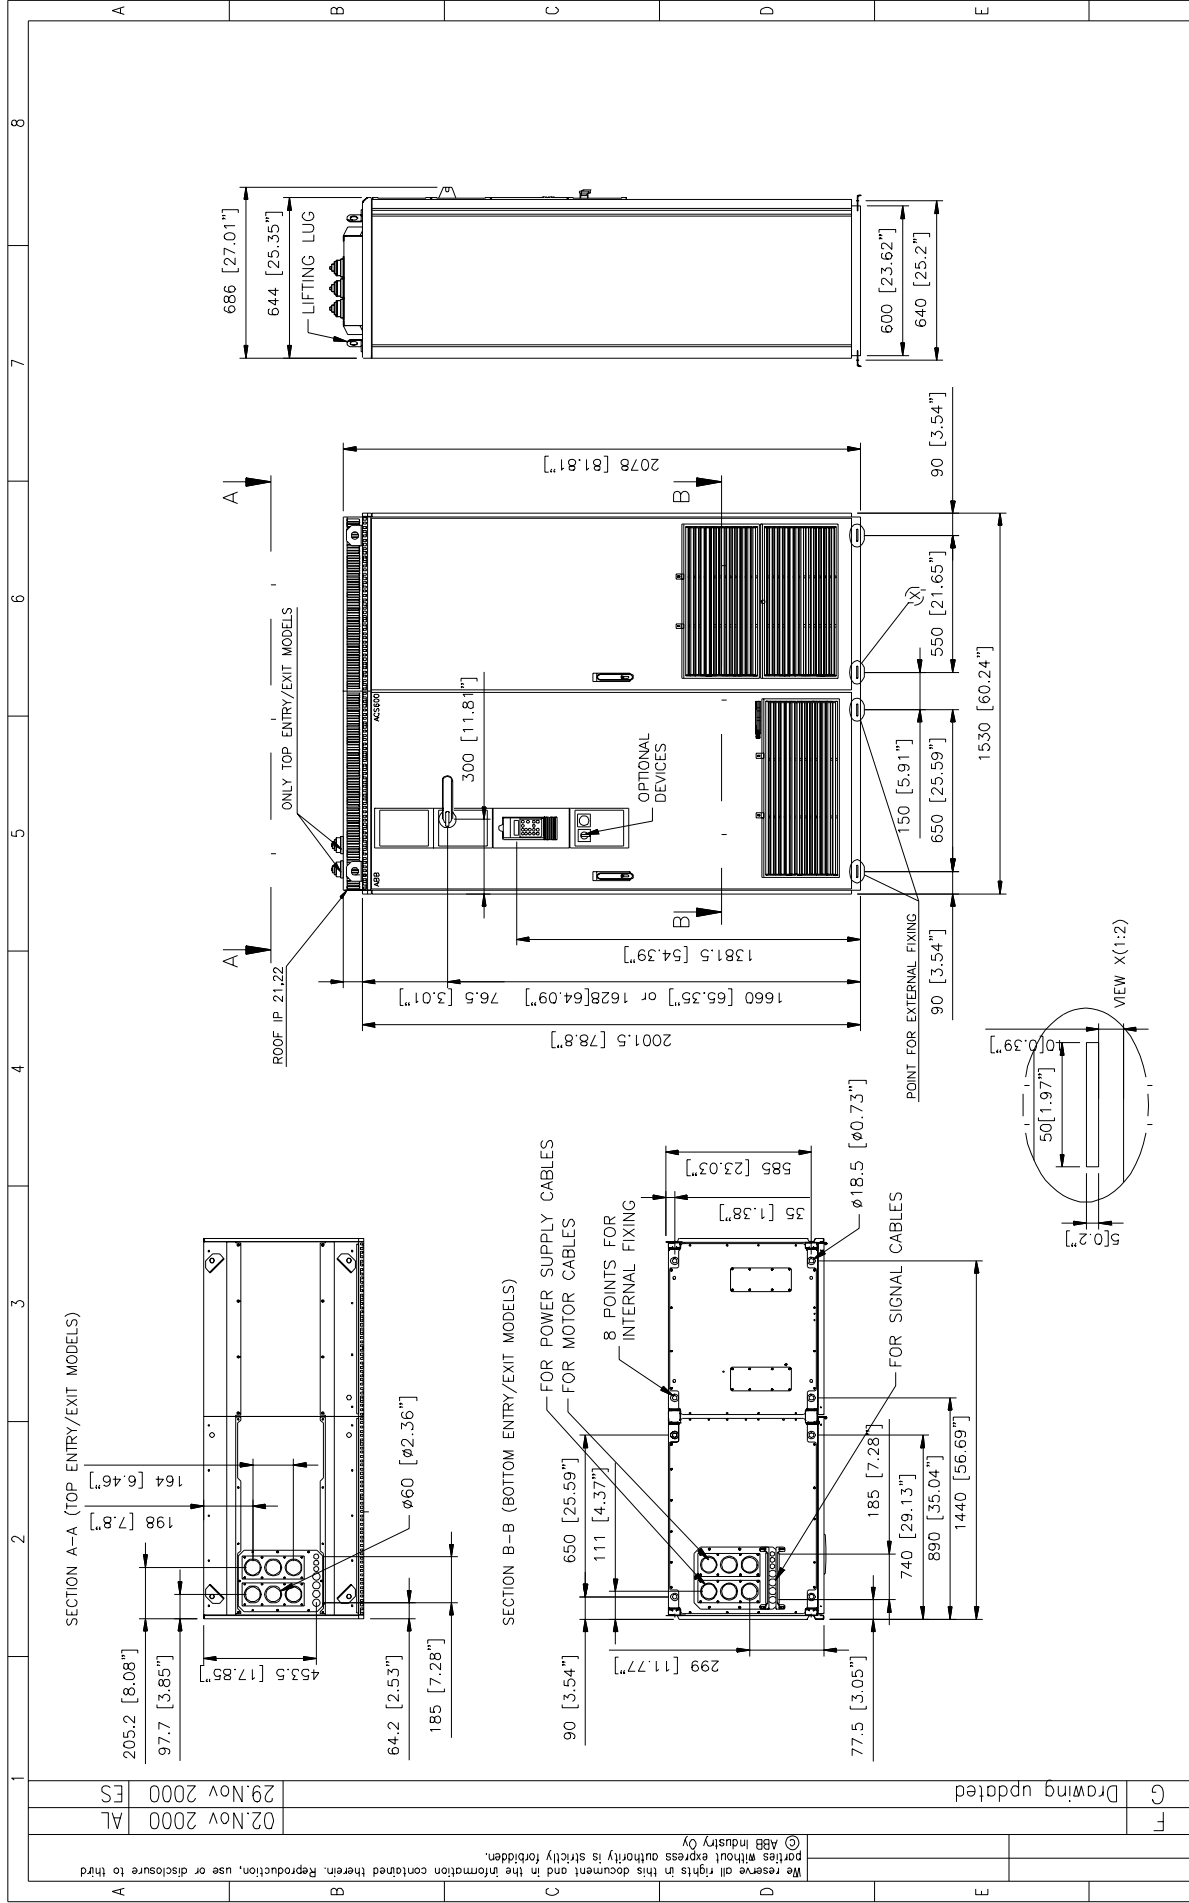 A
B
C
D
E
8
7
6
5
4
3
2
1
686 [27.01"]
644 [25.35"]
LIFTING LUG
600 [23.62"]
640 [25.2"]
A
A
B
B
2078 [81.81"]
90 [3.54"]
ONLY TOP ENTRY/EXIT MODELS
550 [21.65"]
X
ACS600
ABB
300 [11.81"]
OPTIONAL
DEVICES
1530 [60.24"]
150 [5.91"]
650 [25.59"]
ROOF IP 21,22
1381.5 [54.39"]
1660 [65.35"] or 1628[64.09"]
76.5 [3.01"]
2001.5 [78.8"]
90 [3.54"]
POINT FOR EXTERNAL FIXING
VIEW X(1:2)
50[1.97"]
5[0.2"]
SECTION A-A (TOP ENTRY/EXIT MODELS)
164 [6.46"]
198 [7.8"]
ø60 [ø2.36"]
205.2 [8.08"]
97.7 [3.85"]
453.5 [17.85"]
64.2 [2.53"]
185 [7.28"]
SECTION B-B (BOTTOM ENTRY/EXIT MODELS)
FOR POWER SUPPLY CABLES
FOR MOTOR CABLES
8 POINTS FOR
INTERNAL FIXING
585 [23.03"]
35 [1.38"]
ø18.5 [ø0.73"]
FOR SIGNAL CABLES
650 [25.59"]
111 [4.37"]
90 [3.54"]
299 [11.77"]
77.5 [3.05"]
185 [7.28"]
740 [29.13"]
890 [35.04"]
1440 [56.69"]
G
Drawing updated
29.Nov 2000
ES
F
02.Nov 2000
AL
We reserve all rights in this document and in the information contained therein. Reproduction, use or disclosure to third
parties without express authority is strictly forbidden.
© ABB Industry Oy
A
B
C
D
E